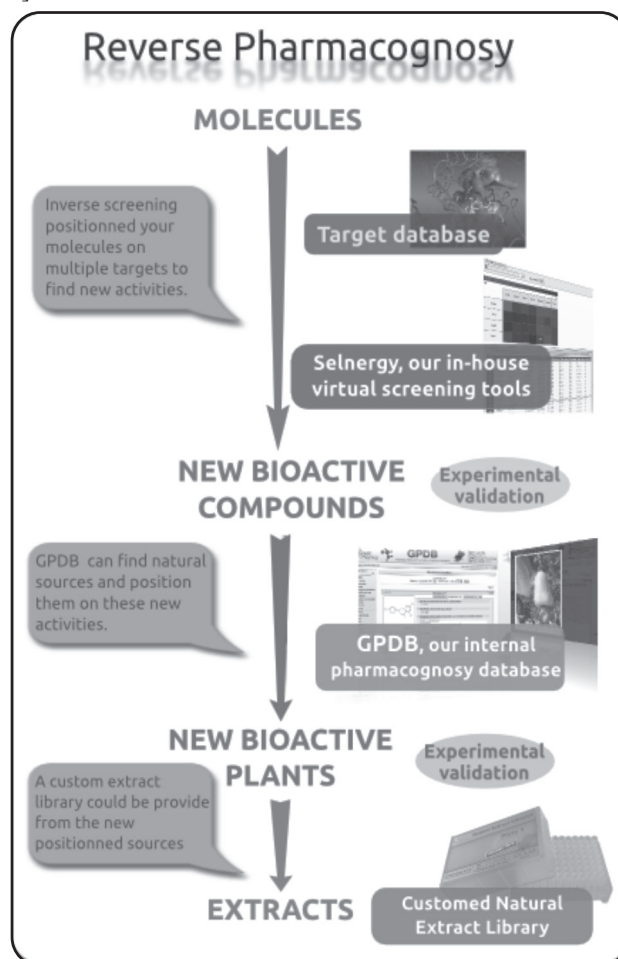 Reverse Pharmacognosy
MOLECULES
Inverse screening
positionned your
molecules on
multiple targets to
find new activities.
Target database
Selnergy, our in-house
virtual screening tools
NEW BIOACTIVE
COMPOUNDS
Experimental
validation
GPDB can find natural
sources and position
them on these new
activities.
GPDB
GPDB, our internal
pharmacognosy database
NEW BIOACTIVE
PLANTS
Experimental
validation
A custom extract
library could be provide
from the new
positionned sources
EXTRACTS
Customed Natural
Extract Library